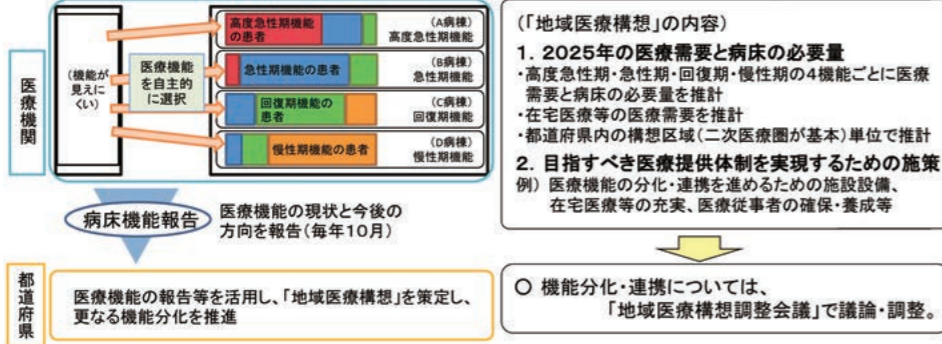 医療機関
(機能が
見えに
くい)
医療機能
を自主的
に選択
高度急性期機能
の患者
(A病棟)
高度急性期機能
急性期機能の患者
(B病棟)
急性期機能
回復期機能の
患者
(C病棟)
回復期機能
慢性期機能の患者
(D病棟)
慢性期機能
病床機能報告
医療機能の現状と今後の
方向を報告(毎年10月)
都道府県
医療機能の報告等を活用し、「地域医療構想」を策定し、
更なる機能分化を推進
(「地域医療構想」の内容)
1. 2025年の医療需要と病床の必要量
・高度急性期・急性期・回復期・慢性期の4機能ごとに医療
需要と病床の必要量を推計
・在宅医療等の医療需要を推計
・都道府県内の構想区域(二次医療圏が基本)単位で推計
2. 目指すべき医療提供体制を実現するための施策
例) 医療機能の分化・連携を進めるための施設設備、
在宅医療等の充実、医療従事者の確保・養成等
○ 機能分化・連携については、
「地域医療構想調整会議」で議論・調整。